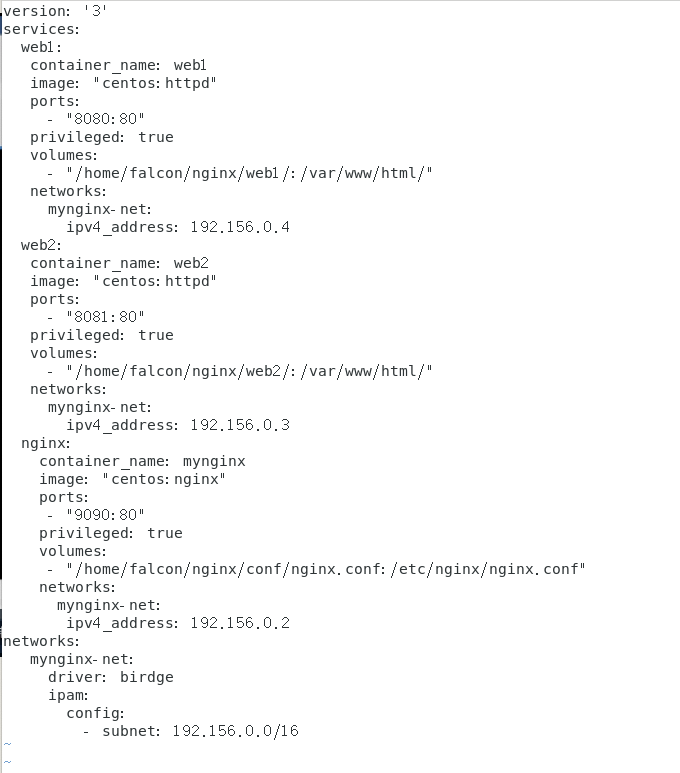 version: '3'
services:
  web1:
   container_name: web1
   image: "centos:httpd"
   ports:
     - "8080:80"
   privileged: true
   volumes:
     - "/home/falcon/nginx/web1/:/var/www/html/"
   networks:
     mynginx-net:
       ipv4_address: 192.156.0.4
  web2:
   container_name: web2
   image: "centos:httpd"
   ports:
     - "8081:80"
   privileged: true
   volumes:
     - "/home/falcon/nginx/web2/:/var/www/html/"
   networks:
     mynginx-net:
       ipv4_address: 192.156.0.3
  nginx:
    container_name: mynginx
    image: "centos:nginx"
    ports:
     - "9090:80"
    privileged: true
    volumes:
     - "/home/falcon/nginx/conf/nginx.conf:/etc/nginx/nginx.conf"
    networks:
      mynginx-net:
       ipv4_address: 192.156.0.2
networks:
   mynginx-net:
     driver: birdge
     ipam:
       config:
         - subnet: 192.156.0.0/16
~
~